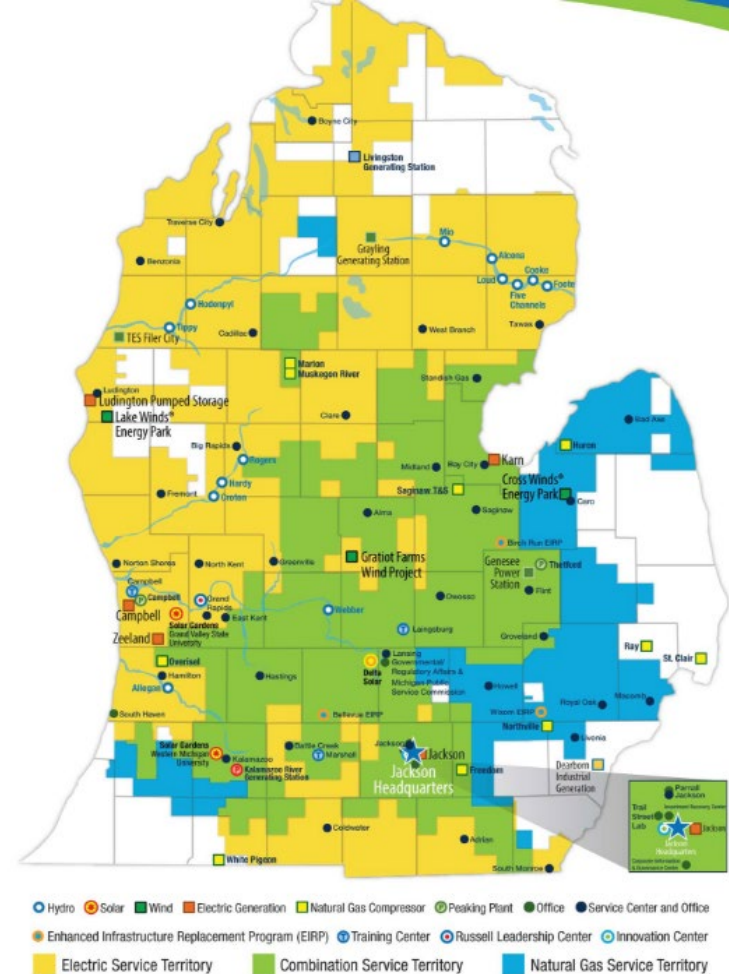 Boyne City
Livingston
Generating Station
Traverse City
Grayling
Generating Station
Mio
Benzonia
Alcona
Loud
Cooke
Foote
Five
Channels
Hodenpyl
Tippy
TES Filer City
Cadillac
West Branch
Tawas
Marion
Muskegon River
Standish Gas
Ludington
Ludington Pumped Storage
Lake Winds®
Energy Park
Clare
Bad Axe
Big Rapids
Rogers
Huron
Midland
Bay City
Karn
Hardy
Croton
Fremont
Saginaw T&S
Cross Winds®
Energy Park
Caro
Alma
Saginaw
Birch Run EIRP
Norton Shores
North Kent
Greenville
Gratiot Farms
Wind Project
Genesee
Power
Station
Thetford
Flint
Campbell
Campbell
Campbell
Grand
Rapids
East Kent
Solar Gardens
Grand Valley State
University
Webber
Owosso
Zeeland
Laingsburg
Groveland
Overisel
Hamilton
Ray
St. Clair
Allegan
Hastings
Delta
Solar
Lansing
Governmental/
Regulatory Affairs &
Michigan Public
Service Commission
Howell
Royal Oak
Macomb
South Haven
Bellevue EIRP
Wixom EIRP
Northville
Livonia
Solar Gardens
Western Michigan
University
Kalamazoo
Kalamazoo River
Generating Station
Battle Creek
Marshall
Jackson
Jackson
Jackson
Headquarters
Freedom
Dearborn
Industrial
Generation
Parnall
Jackson
Trail
Street
Lab
Jackson
Jackson
Headquarters
Coldwater
Adrian
White Pigeon
South Monroe
Hydro Solar Wind Electric Generation Natural Gas Compressor Peaking Plant Office Service Center and Office
Enhanced Infrastructure Replacement Program (EIRP) Training Center Russell Leadership Center Innovation Center
Electric Service Territory Combination Service Territory Natural Gas Service Territory